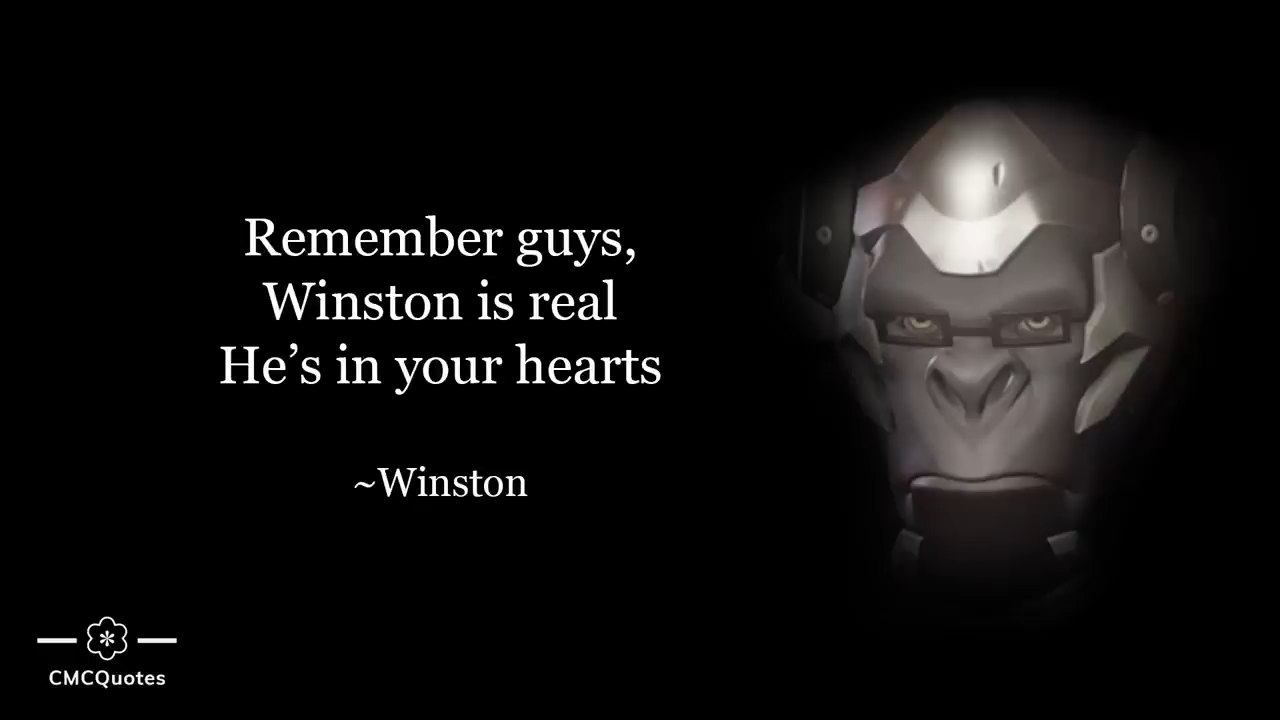 Remember guys,
Winston is real
He’s in your hearts
~Winston
CMCQuotes